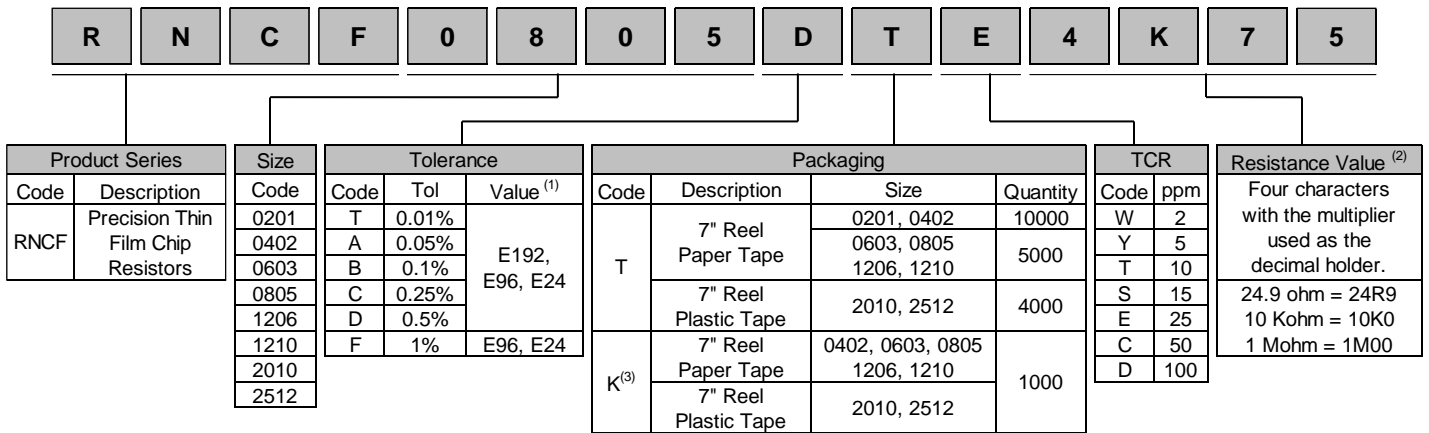 R N C F 0 8 0 5 D T E 4 K 7 5
Product Series
Code Description
RNCF
Precision Thin
Film Chip
Resistors
Size
Code
0201
0402
0603
0805
1206
1210
2010
2512
Tolerance
Code Tol Value (1)
T 0.01%
A 0.05%
B 0.1%
C 0.25%
D 0.5%
E192,
E96, E24
F 1% E96, E24
Packaging
Code Description Size Quantity
T
7" Reel
Paper Tape
0201, 0402 10000
0603, 0805
1206, 1210
5000
7" Reel
Plastic Tape
2010, 2512 4000
K(3)
7" Reel
Paper Tape
0402, 0603, 0805
1206, 1210
1000
7" Reel
Plastic Tape
2010, 2512
TCR
Code ppm
W 2
Y 5
T 10
S 15
E 25
C 50
D 100
Resistance Value (2)
Four characters
with the multiplier
used as the
decimal holder.
24.9 ohm = 24R9
10 Kohm = 10K0
1 Mohm = 1M00